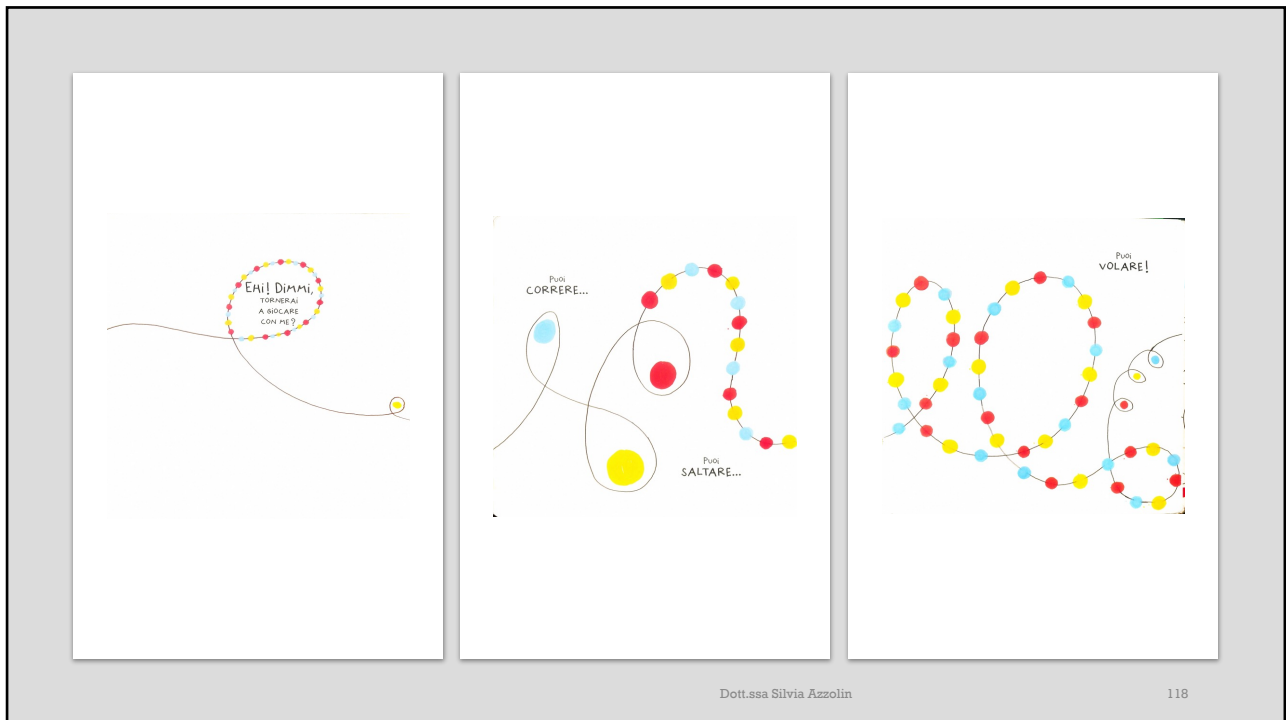 EHi! DiMMi,
TORNERAi
A GiOCARE
CON ME?
PUOi
CORRERE...
PUOi
SALTARE...
PUOi
VOLARE!
Dott.ssa Silvia Azzolin
118